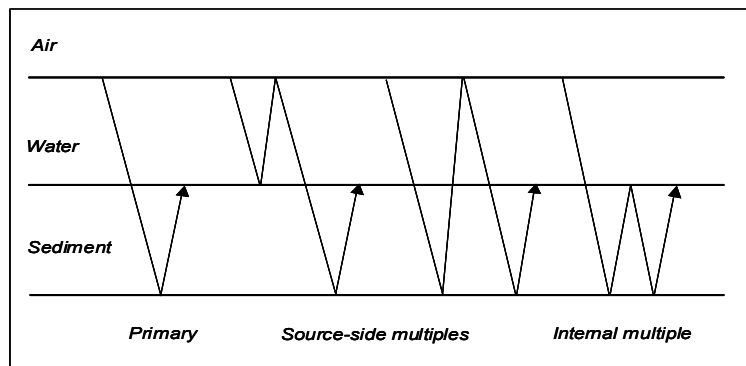 Air
Water
Sediment
Primary Source-side multiples Internal multiple